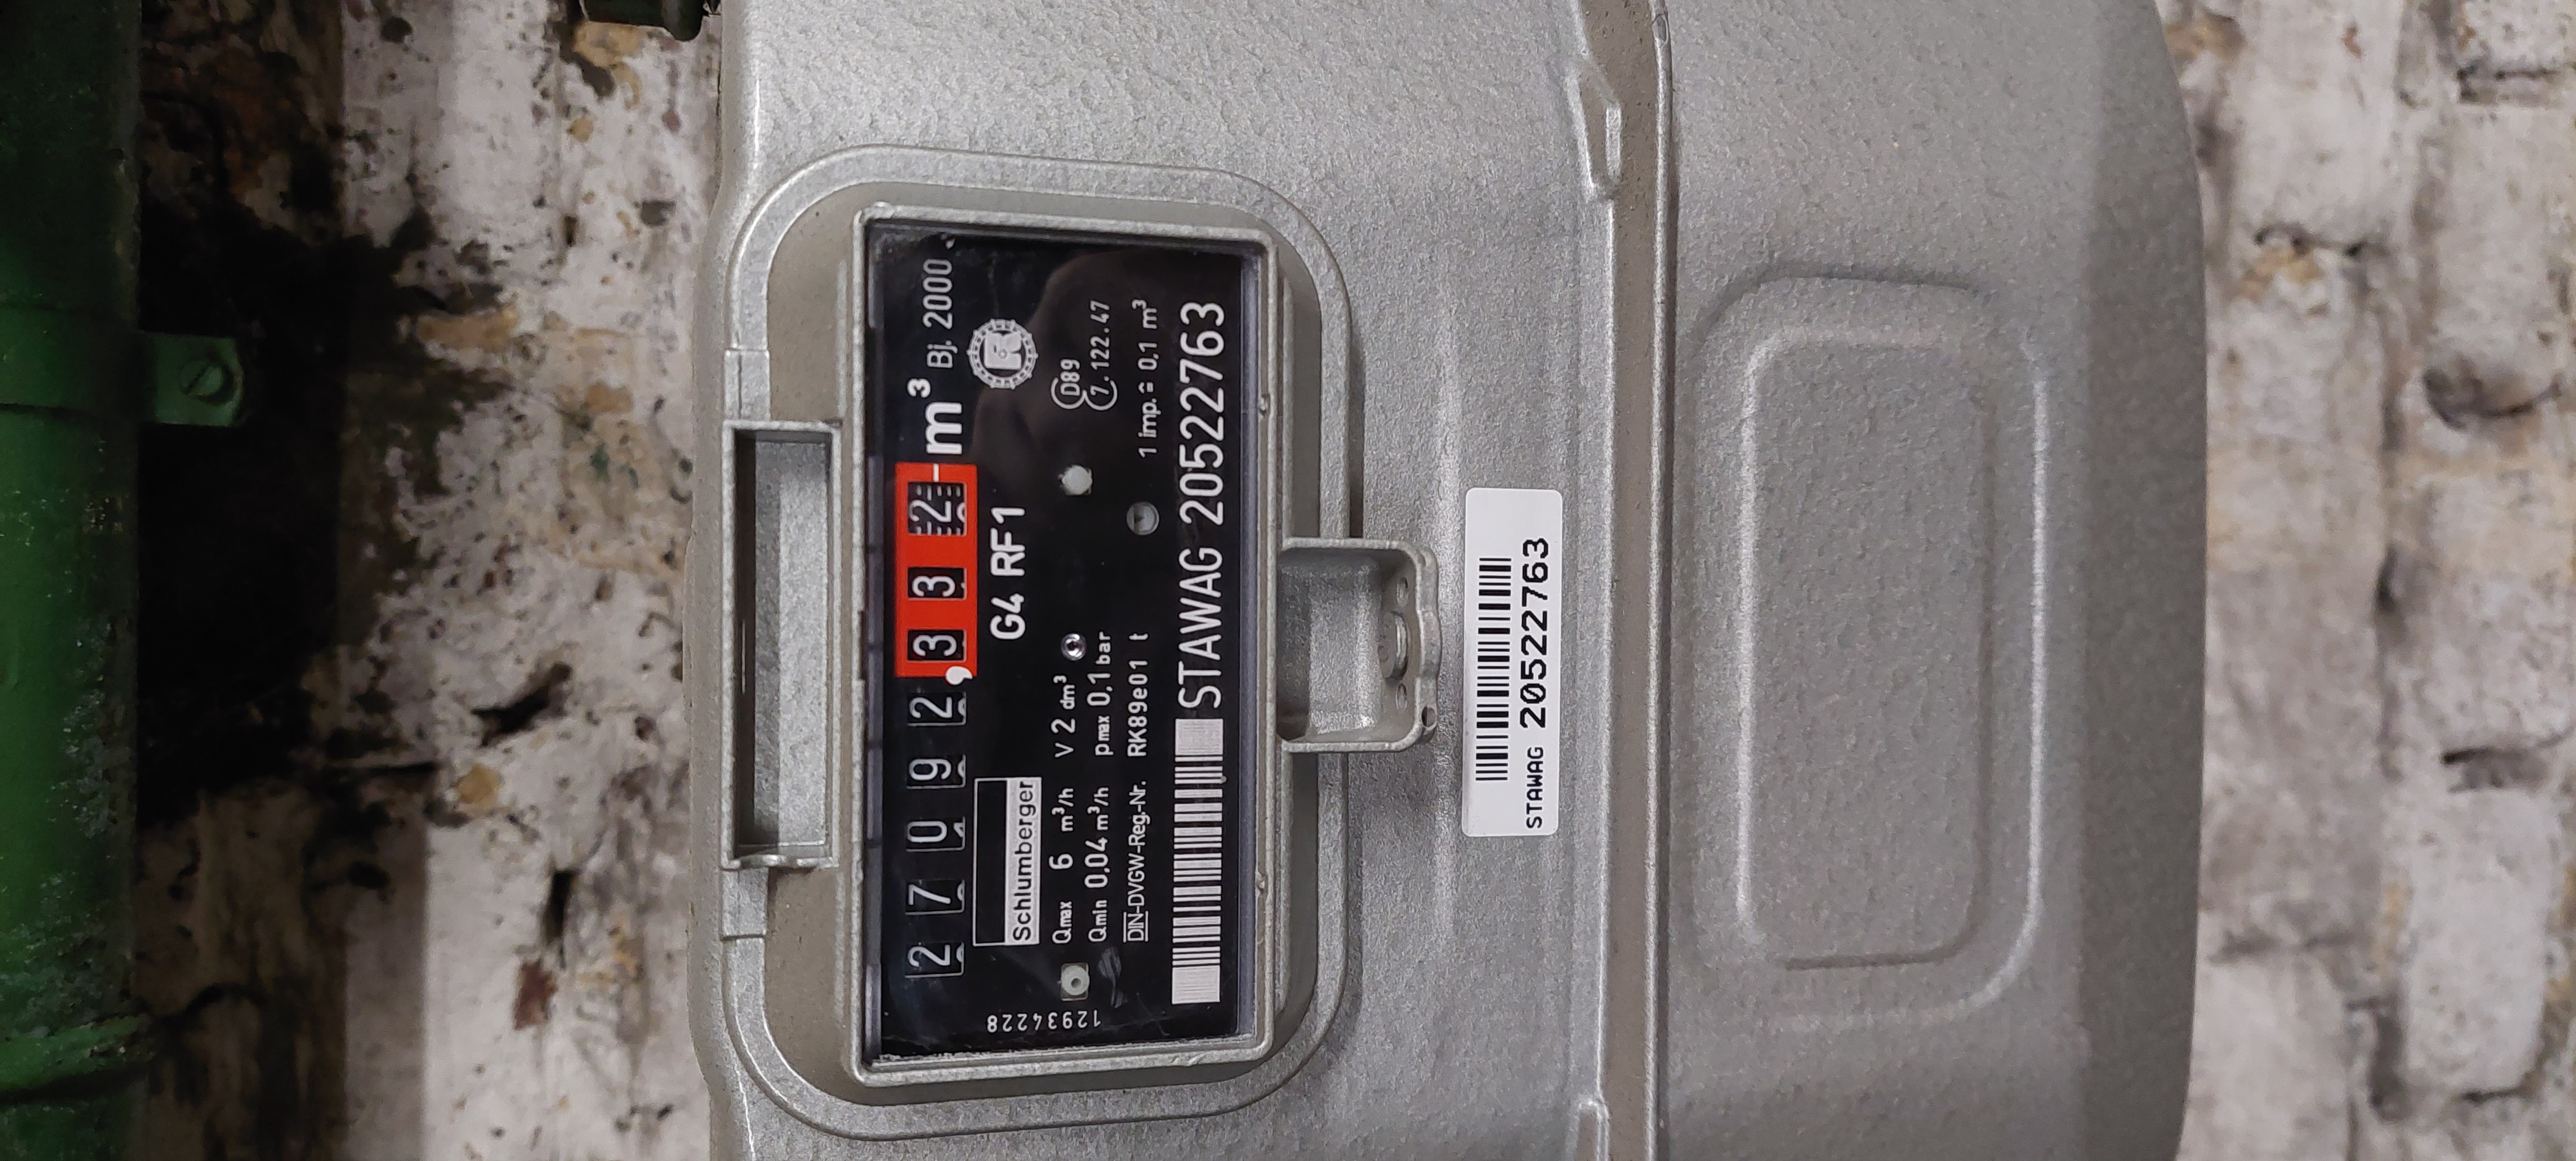 27092,332 m³ Bj. 2000
12934228
Schlumberger
G4 RF1
R
Qmax 6 m³/h V 2 dm³
D89
Qmin 0,04 m³/h pmax 0,1 bar
7.122.47
DIN-DVGW-Reg.-Nr. RK89e01 t
1 imp. ≙ 0,1 m³
STAWAG 20522763
STAWAG 20522763